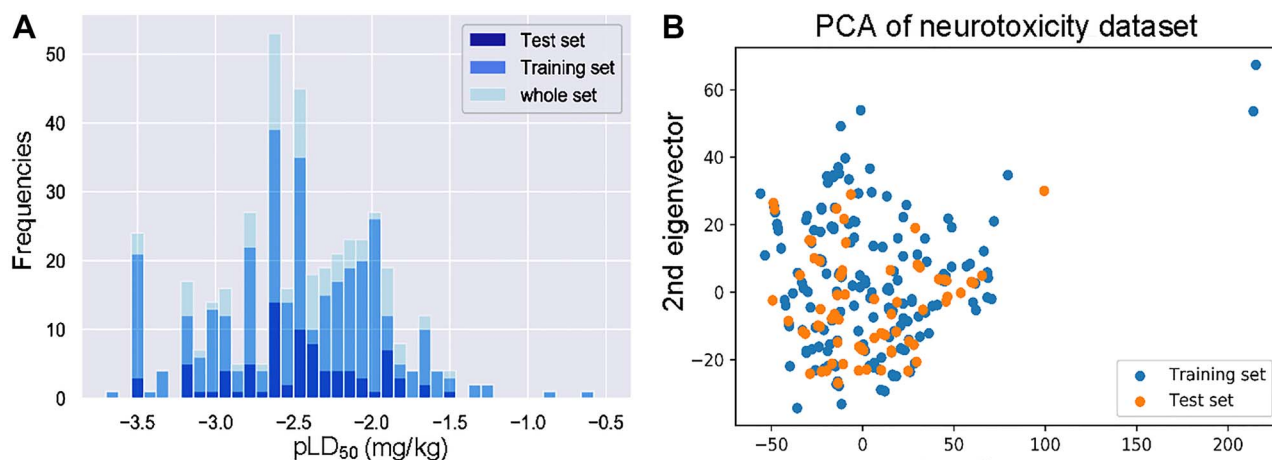 A
Frequencies
50
40
30
20
10
0
Test set
Training set
whole set
−3.5
−3.0
−2.5
−2.0
−1.5
−1.0
−0.5
pLD50 (mg/kg)
B
PCA of neurotoxicity dataset
2nd eigenvector
60
40
20
0
−20
Training set
Test set
−50
0
50
100
150
200